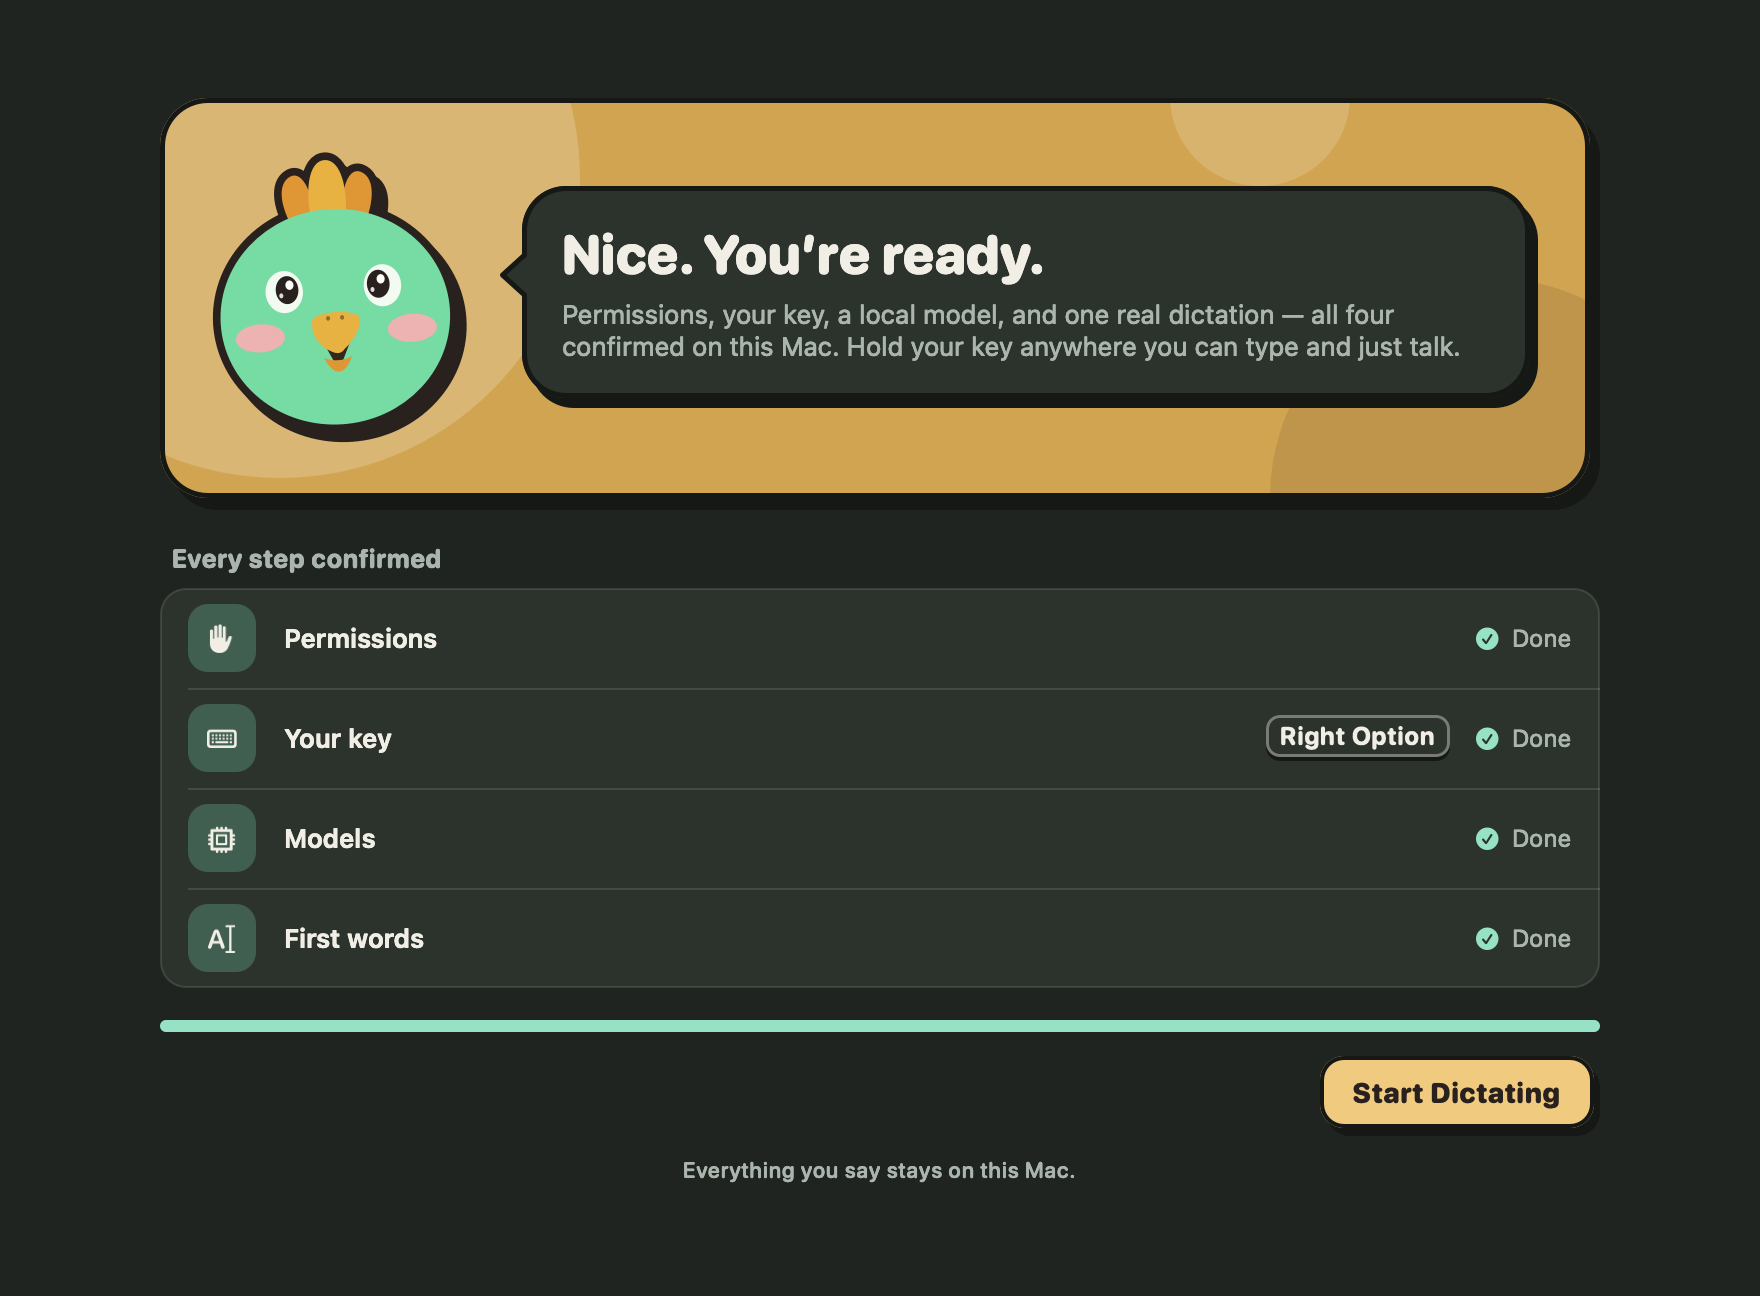 Nice. You're ready.
Permissions, your key, a local model, and one real dictation — all four
confirmed on this Mac. Hold your key anywhere you can type and just talk.
Every step confirmed
Permissions Done
Your key Right Option Done
Models Done
First words Done
Start Dictating
Everything you say stays on this Mac.